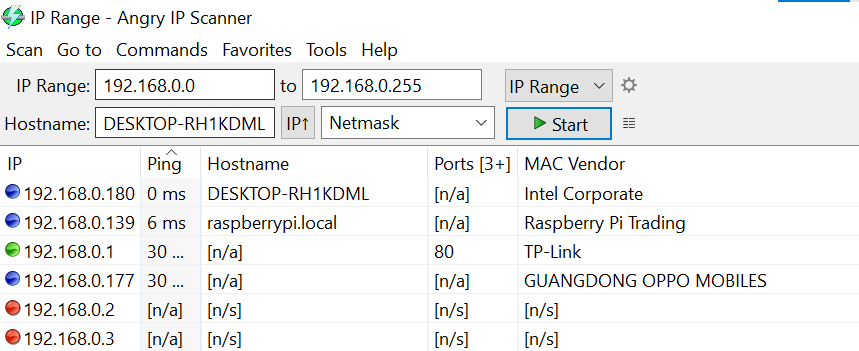 IP Range - Angry IP Scanner
Scan Go to Commands Favorites Tools Help
IP Range: 192.168.0.0 to 192.168.0.255 IP Range
Hostname: DESKTOP-RH1KDML IP↑ Netmask Start
IP Ping Hostname Ports [3+] MAC Vendor
192.168.0.180 0 ms DESKTOP-RH1KDML [n/a] Intel Corporate
192.168.0.139 6 ms raspberrypi.local [n/a] Raspberry Pi Trading
192.168.0.1 30 ... [n/a] 80 TP-Link
192.168.0.177 30 ... [n/a] [n/a] GUANGDONG OPPO MOBILES
192.168.0.2 [n/a] [n/s] [n/s] [n/s]
192.168.0.3 [n/a] [n/s] [n/s] [n/s]